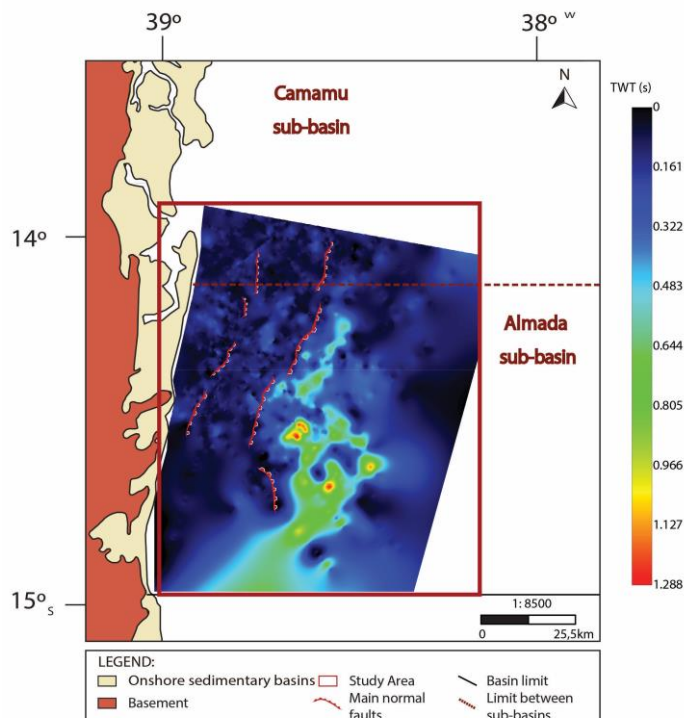 39º 38º W
N
Camamu
sub-basin
TWT (s)
0
0.161
0.322
0.483
0.644
0.805
0.966
1.127
1.288
14º
Almada
sub-basin
15º S
1: 8500
0 25,5km
LEGEND:
Onshore sedimentary basins
Basement
Study Area
Main normal
faults
Basin limit
Limit between
sub-basins